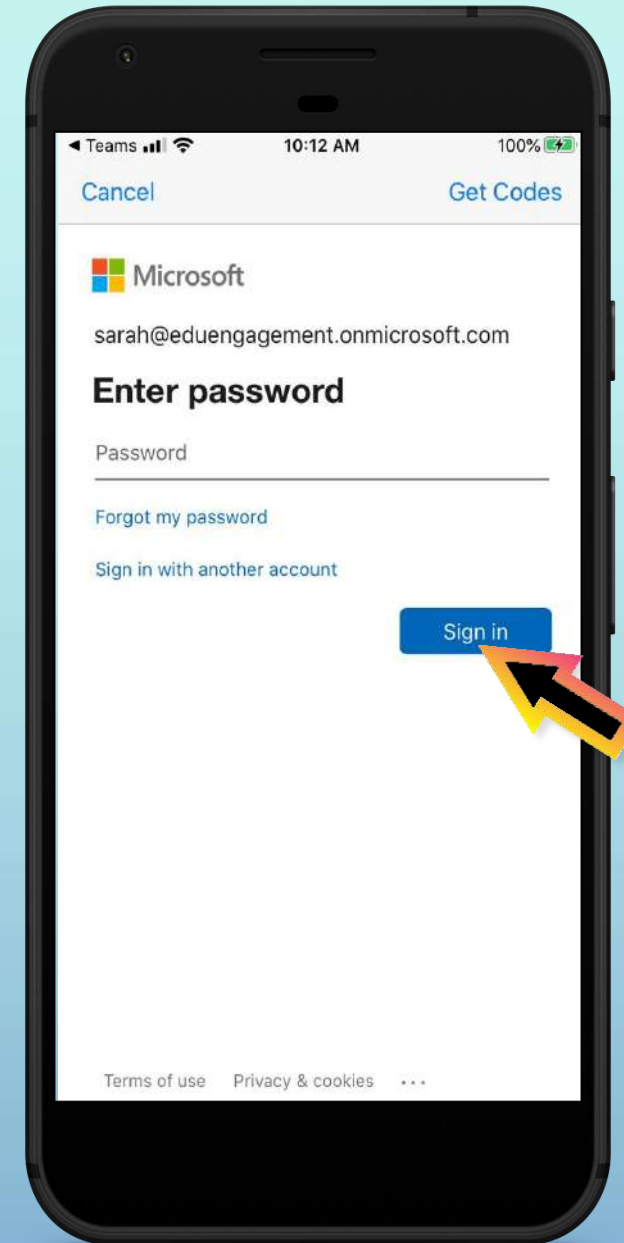 Teams 10:12 AM 100%
Cancel Get Codes
Microsoft
sarah@eduengagement.onmicrosoft.com
Enter password
Password
Forgot my password
Sign in with another account
Sign in
Terms of use Privacy & cookies ...